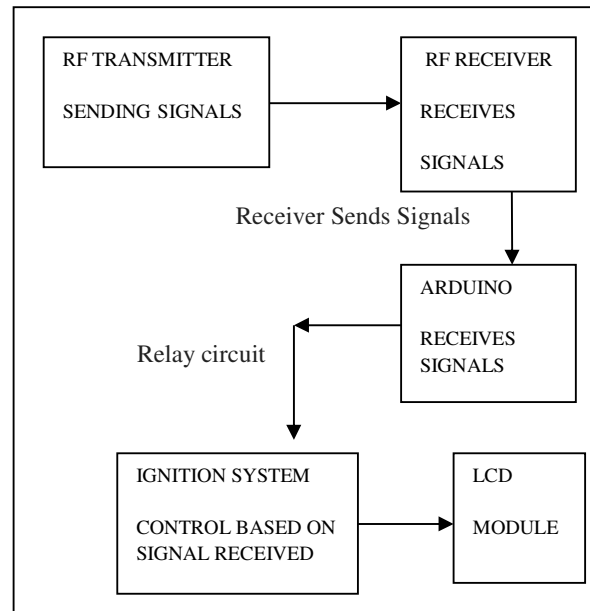 RF TRANSMITTER
SENDING SIGNALS
RF RECEIVER
RECEIVES
SIGNALS
Receiver Sends Signals
ARDUINO
RECEIVES
SIGNALS
Relay circuit
IGNITION SYSTEM
CONTROL BASED ON
SIGNAL RECEIVED
LCD
MODULE